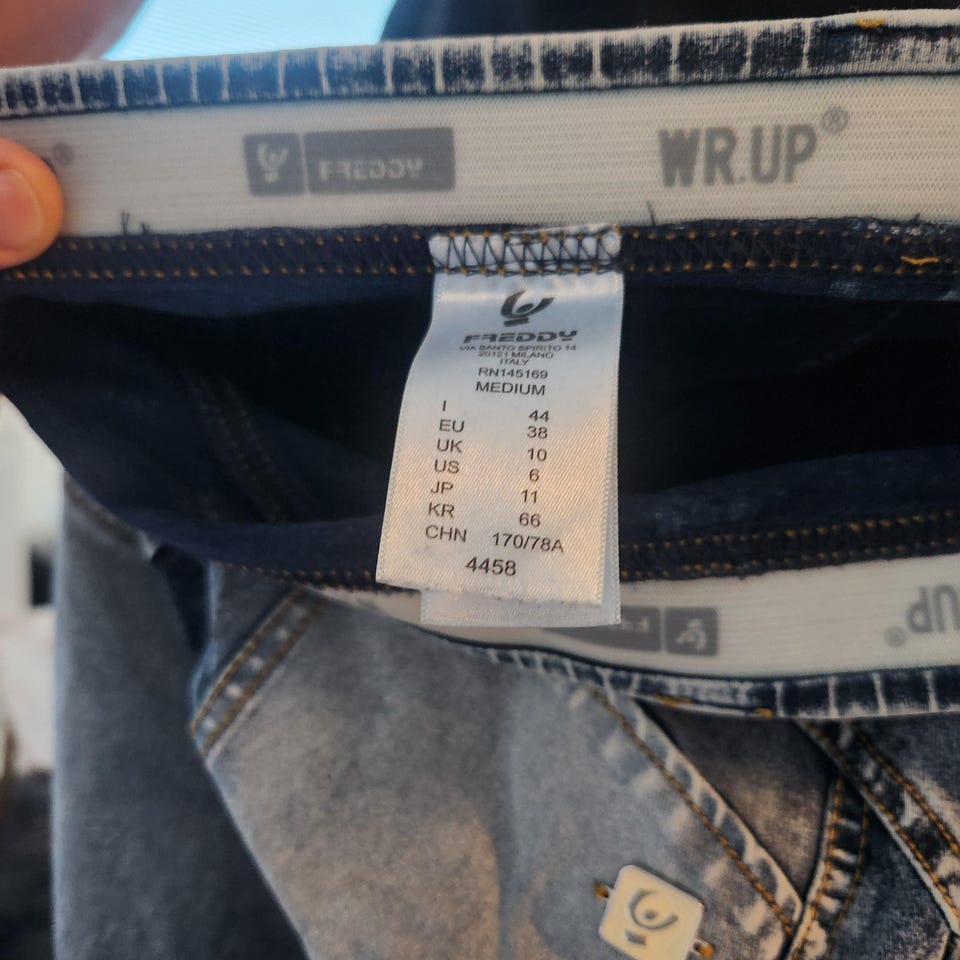 FREDDY
WR.UP®
FREDDY
VIA SANTO SPIRITO 14
20121 MILANO
ITALY
RN145169
MEDIUM
I 44
EU 38
UK 10
US 6
JP 11
KR 66
CHN 170/78A
4458
UP®